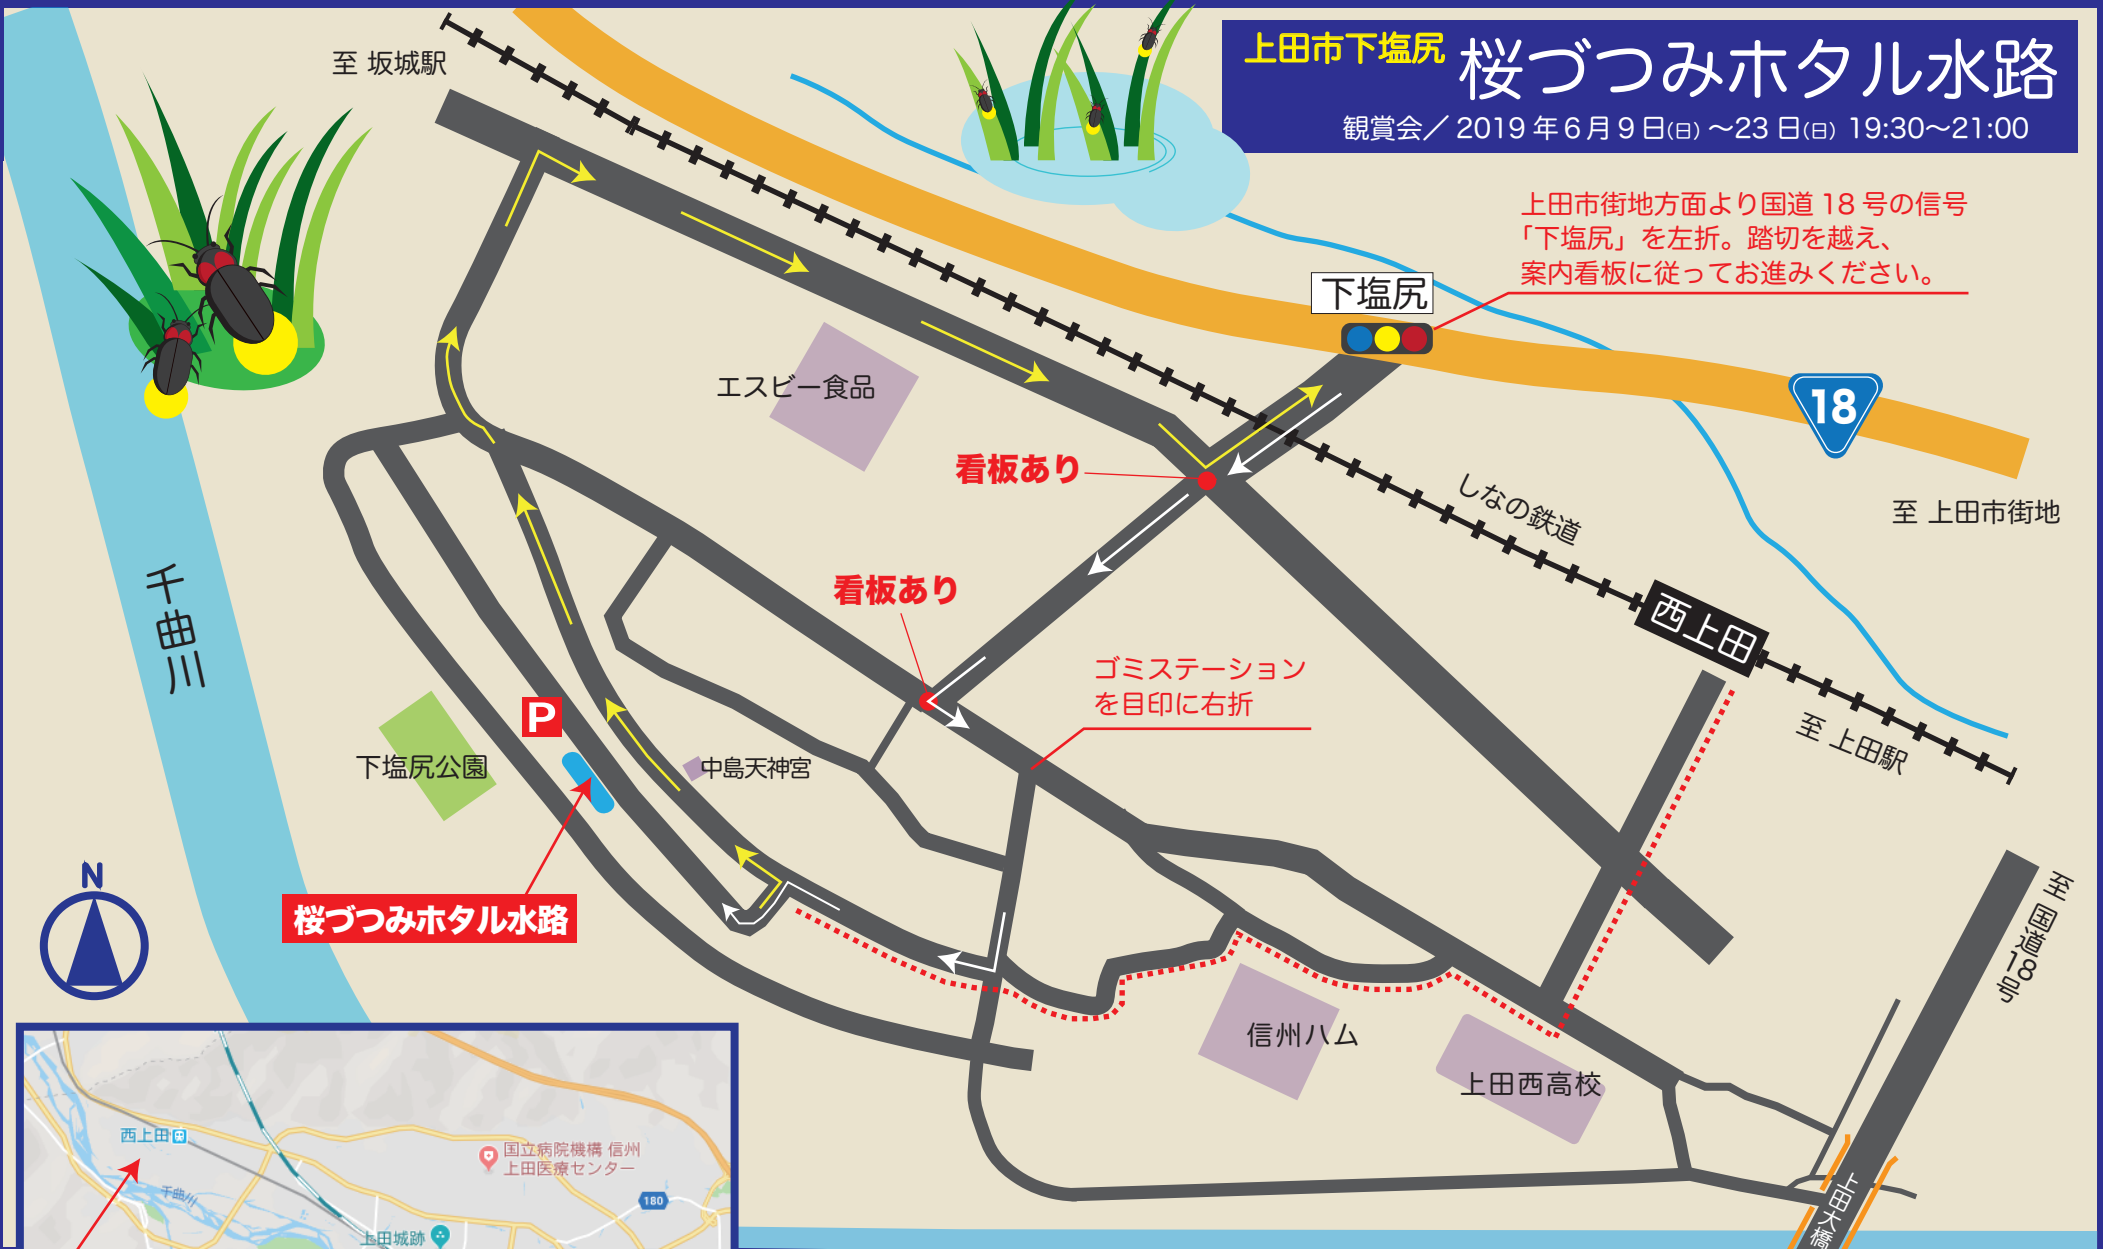 上田市下塩尻 桜づつみホタル水路
観賞会／2019年6月9日(日)～23日(日) 19:30～21:00
至 坂城駅
上田市街地方面より国道18号の信号
「下塩尻」を左折。踏切を越え、
案内看板に従ってお進みください。
下塩尻
エスビー食品
18
看板あり
しなの鉄道
至 上田市街地
千曲川
看板あり
西上田
ゴミステーション
を目印に右折
P
至 上田駅
下塩尻公園
中島天神宮
N
桜づつみホタル水路
至 国道18号
信州ハム
上田西高校
西上田
国立病院機構 信州
上田医療センター
千曲川
180
上田城跡
上田大橋